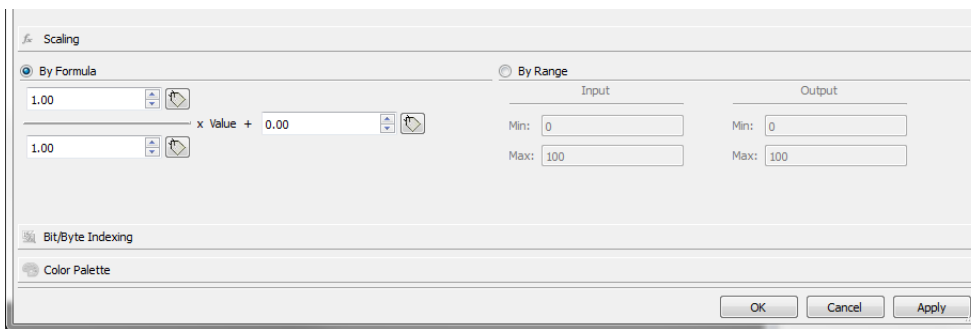 Scaling
By Formula
By Range
1.00
x Value + 0.00
1.00
Input
Output
Min: 0
Min: 0
Max: 100
Max: 100
Bit/Byte Indexing
Color Palette
OK Cancel Apply